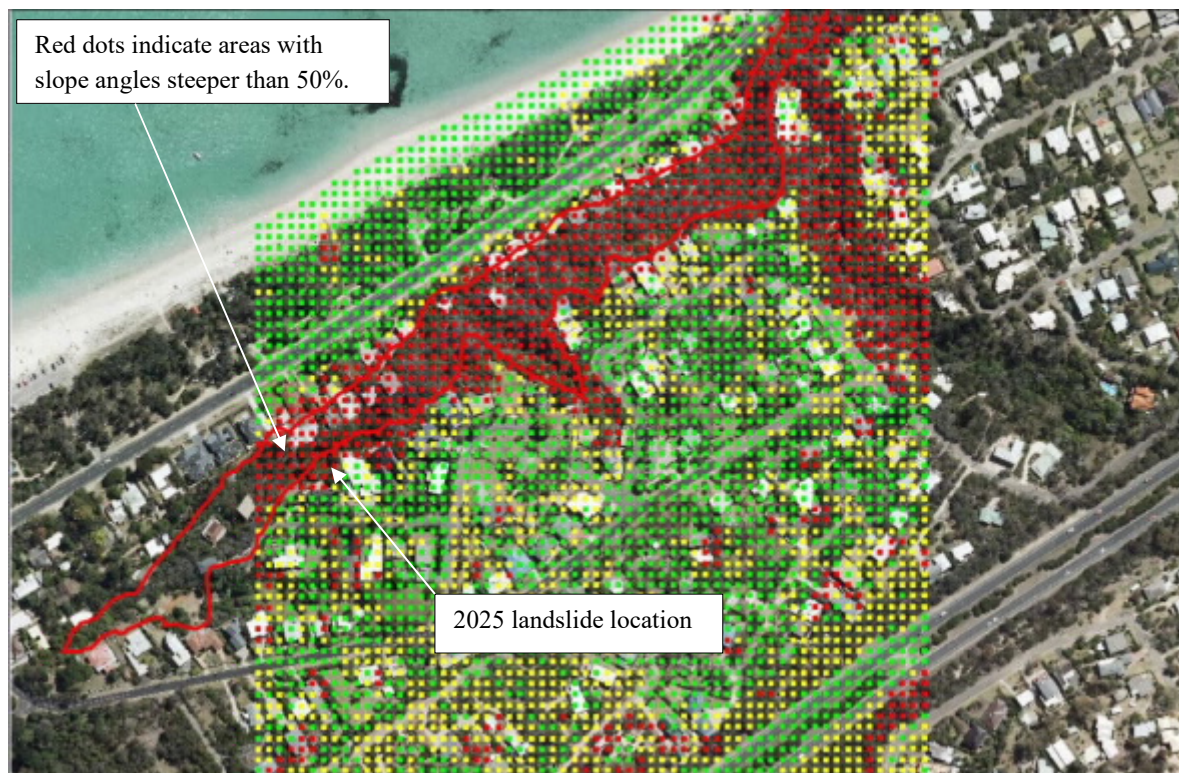 Red dots indicate areas with
slope angles steeper than 50%.
2025 landslide location